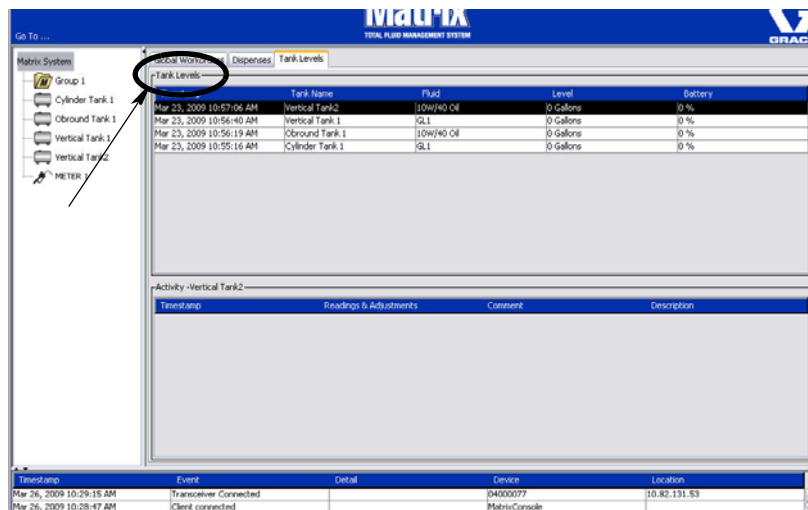 Matrix
TOTAL FLUID MANAGEMENT SYSTEM
GRAC
Go To ...
Matrix System
Group 1
Cylinder Tank 1
Obround Tank 1
Vertical Tank 1
Vertical Tank2
METER 1
Global Workorders Dispenses Tank Levels
Tank Levels
Tank Name Fluid Level Battery
Mar 23, 2009 10:57:06 AM Vertical Tank2 10W/40 Oil 0 Gallons 0 %
Mar 23, 2009 10:56:40 AM Vertical Tank 1 GL1 0 Gallons 0 %
Mar 23, 2009 10:56:19 AM Obround Tank 1 10W/40 Oil 0 Gallons 0 %
Mar 23, 2009 10:55:16 AM Cylinder Tank 1 GL1 0 Gallons 0 %
Activity -Vertical Tank2
Timestamp Readings & Adjustments Comment Description
Timestamp Event Detail Device Location
Mar 26, 2009 10:29:15 AM Transceiver Connected 04000077 10.82.131.53
Mar 26, 2009 10:28:47 AM Client connected MatrixConsole